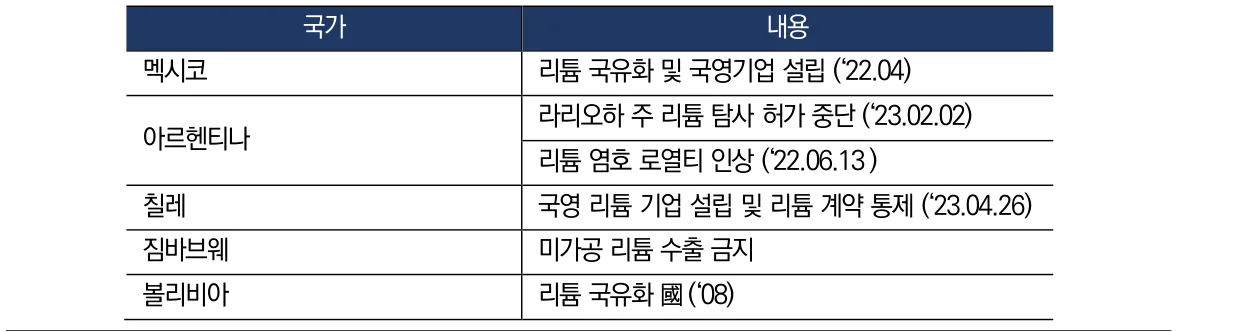 국가 내용
멕시코 리튬 국유화 및 국영기업 설립 (‘22.04)
아르헨티나 라리오하 주 리튬 탐사 허가 중단 (‘23.02.02)
리튬 염호 로열티 인상 (‘22.06.13 )
칠레 국영 리튬 기업 설립 및 리튬 계약 통제 (‘23.04.26)
짐바브웨 미가공 리튬 수출 금지
볼리비아 리튬 국유화 國 (‘08)